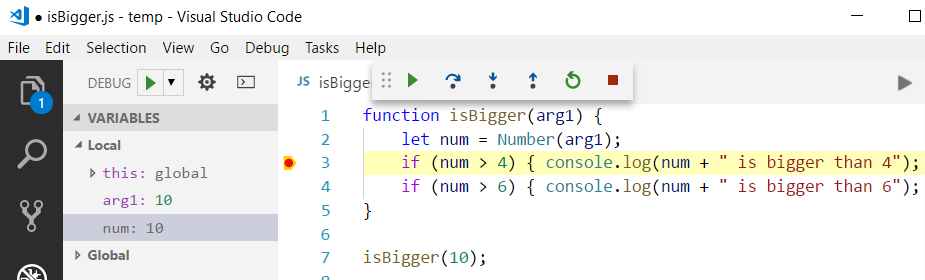 ● isBigger.js - temp - Visual Studio Code
File Edit Selection View Go Debug Tasks Help
DEBUG
JS isBigge
1
VARIABLES
Local
this: global
arg1: 10
num: 10
Global
1 function isBigger(arg1) {
2 let num = Number(arg1);
3 if (num > 4) { console.log(num + " is bigger than 4");
4 if (num > 6) { console.log(num + " is bigger than 6");
5 }
6
7 isBigger(10);